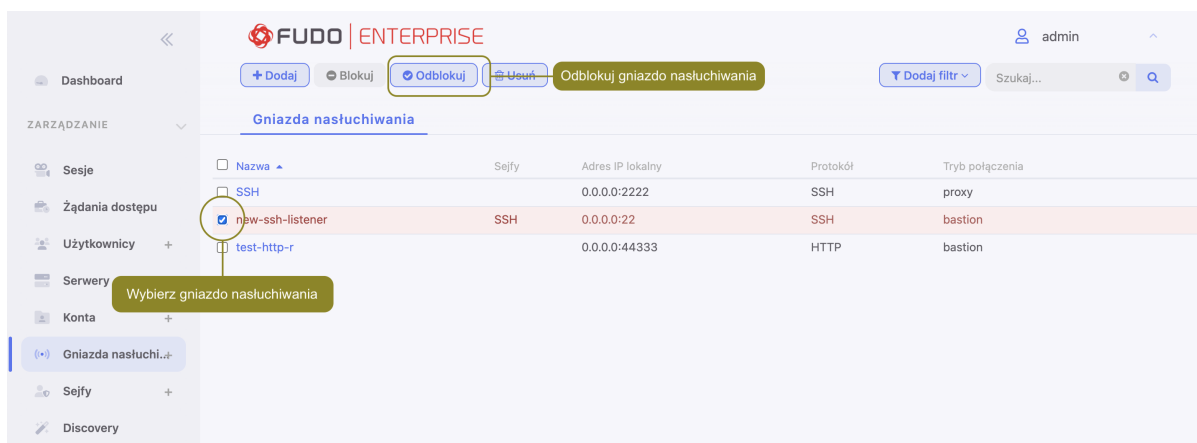 FUDO ENTERPRISE
admin
Dodaj
Blokuj
Odblokuj
Usuń
Odblokuj gniazdo nasłuchiwania
Dodaj filtr
Szukaj...
Dashboard
ZARZĄDZANIE
Sesje
Żądania dostępu
Użytkownicy +
Serwery
Konta +
Gniazda nasłuchi...+
Sejfy +
Discovery
Gniazda nasłuchiwania
Nazwa Sejfy Adres IP lokalny Protokół Tryb połączenia
SSH 0.0.0.0:2222 SSH proxy
new-ssh-listener SSH 0.0.0.0:22 SSH bastion
test-http-r 0.0.0.0:44333 HTTP bastion
Wybierz gniazdo nasłuchiwania